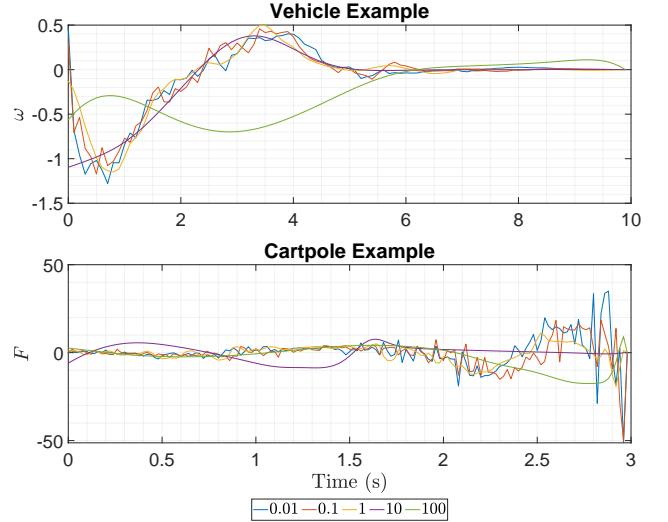 Vehicle Example
0.5
0
-0.5
-1
-1.5
ω
0 2 4 6 8 10
Cartpole Example
50
0
-50
F
0 0.5 1 1.5 2 2.5 3
Time (s)
0.01 0.1 1 10 100